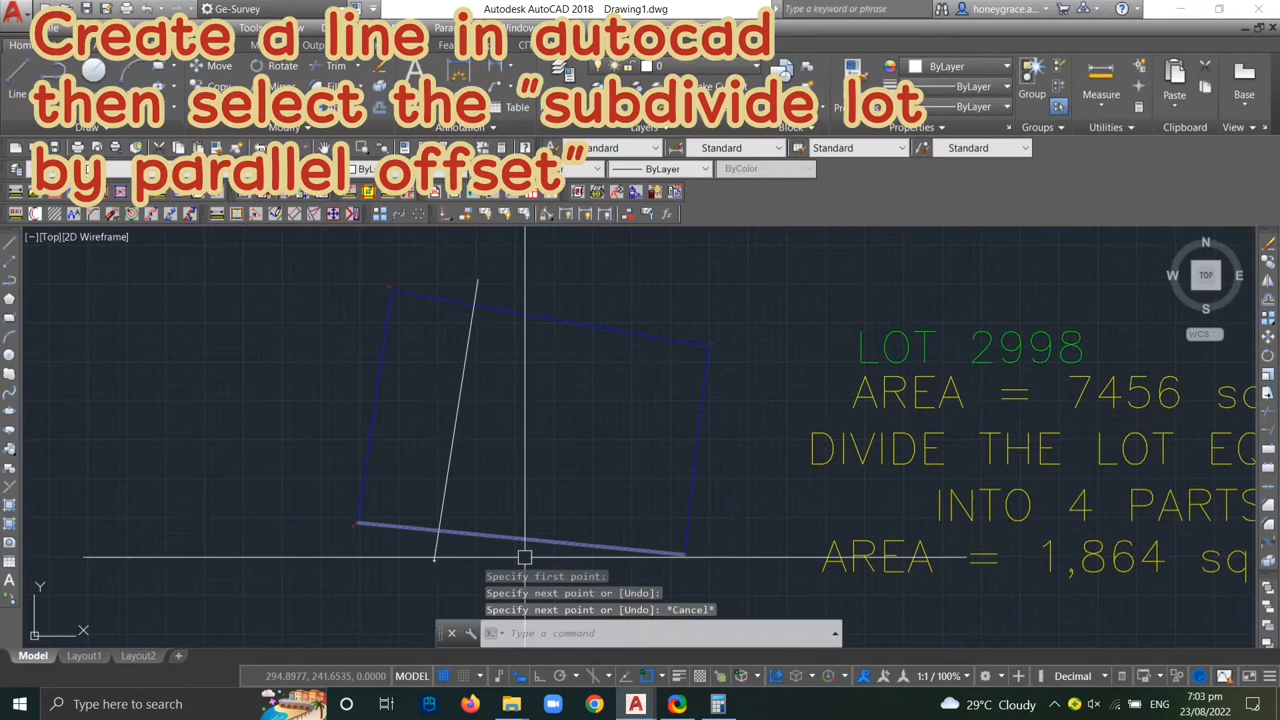 Ge-Survey
Autodesk AutoCAD 2018 Drawing1.dwg
Type a keyword or phrase
honeygrace...
Create a line in autocad
then select the "subdivide lot
by parallel offset"
Move
Rotate
Trim
Line
Table
0
ByLayer
ByLayer
ByLayer
Group
Measure
Paste
Base
Properties
Groups
Utilities
Clipboard
View
Standard
Standard
Standard
Standard
ByLayer
ByColor
[−][Top][2D Wireframe]
N
W
TOP
E
S
WCS
LOT 2998
AREA = 7456 sq
DIVIDE THE LOT EQ
INTO 4 PARTS
AREA = 1,864 sq
Y
X
Specify first point:
Specify next point or [Undo]:
Specify next point or [Undo]: *Cancel*
Type a command
Model
Layout1
Layout2
294.8977, 241.6535, 0.0000
MODEL
1:1 / 100%
Decimal
Type here to search
29°C Cloudy
ENG
7:03 pm
23/08/2022